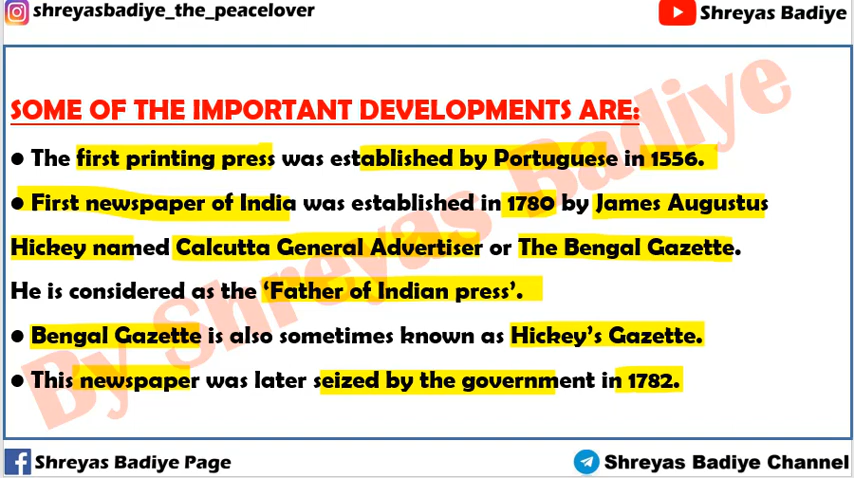 shreyasbadiye_the_peacelover
Shreyas Badiye
SOME OF THE IMPORTANT DEVELOPMENTS ARE:
● The first printing press was established by Portuguese in 1556.
● First newspaper of India was established in 1780 by James Augustus
Hickey named Calcutta General Advertiser or The Bengal Gazette.
He is considered as the ‘Father of Indian press’.
● Bengal Gazette is also sometimes known as Hickey’s Gazette.
● This newspaper was later seized by the government in 1782.
By Shreyas Badiye
Shreyas Badiye Page
Shreyas Badiye Channel